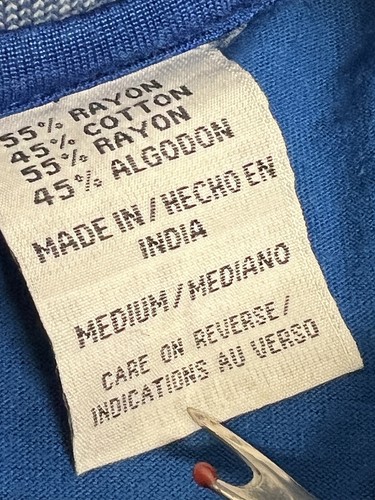 55% RAYON
45% COTTON
55% RAYON
45% ALGODON
MADE IN/HECHO EN
INDIA
MEDIUM/MEDIANO
CARE ON REVERSE/
INDICATIONS AU VERSO